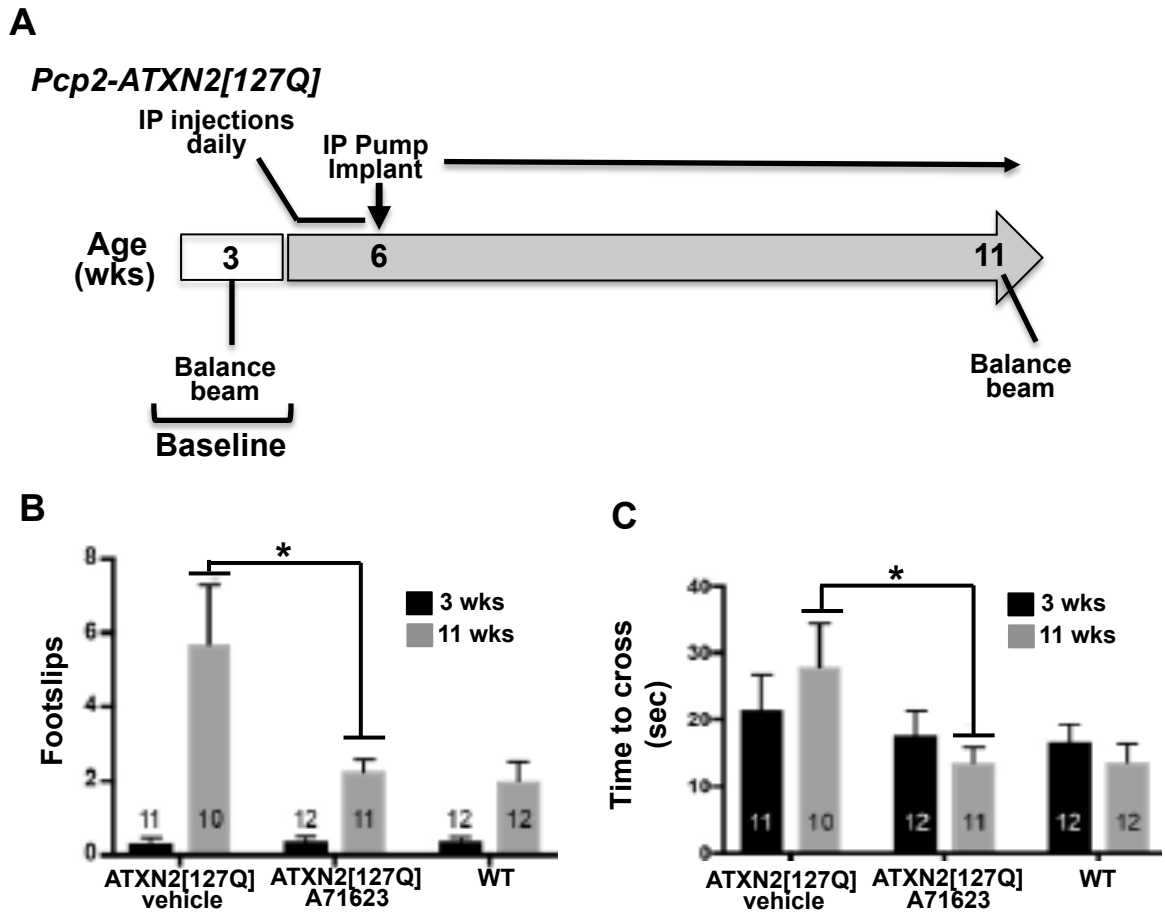 A
Pcp2-ATXN2[127Q]
IP injections
daily
IP Pump
Implant
Age
(wks)
3
6
11
Balance
beam
Baseline
Balance
beam
B
8
6
4
2
0
Footslips
*
3 wks
11 wks
11
10
12
11
12
12
ATXN2[127Q]
vehicle
ATXN2[127Q]
A71623
WT
C
40
30
20
10
0
Time to cross
(sec)
*
3 wks
11 wks
11
10
12
11
12
12
ATXN2[127Q]
vehicle
ATXN2[127Q]
A71623
WT